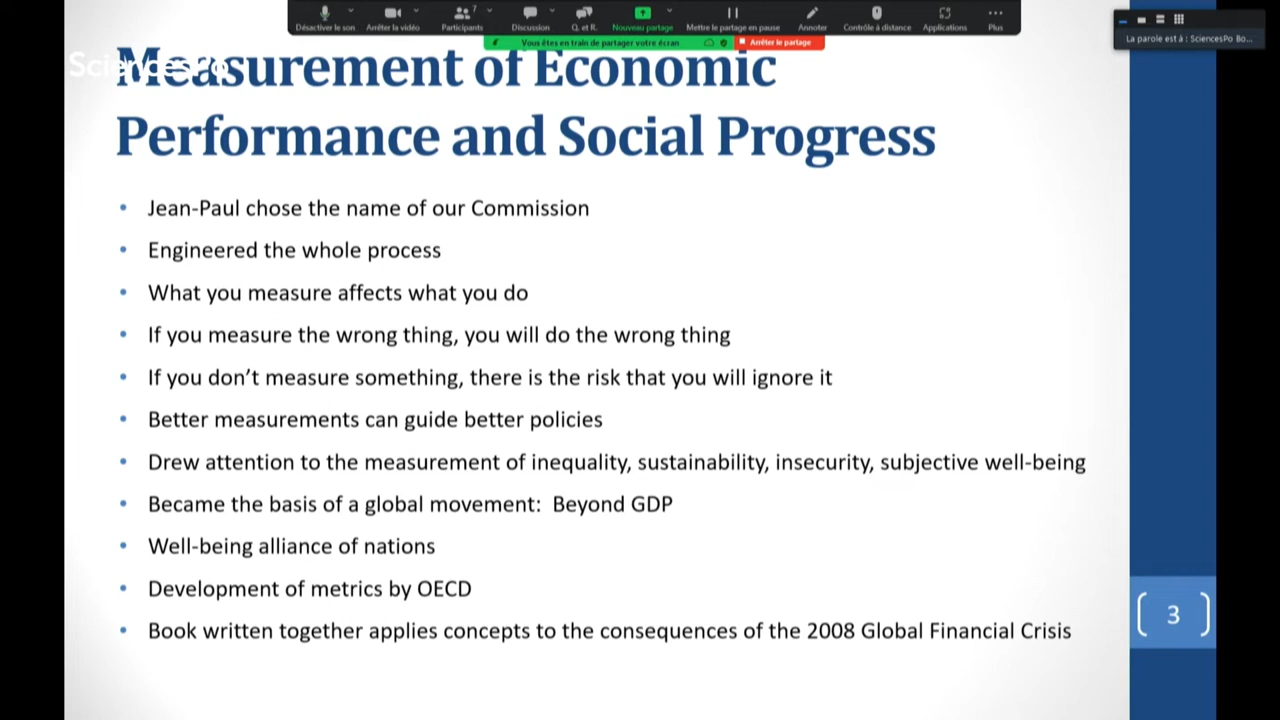 Désactiver le son
Arrêter la vidéo
Participants
7
Discussion
Q. et R.
Nouveau partage
Mettre le partage en pause
Annoter
Contrôle à distance
Applications
Plus
Vous êtes en train de partager votre écran
Arrêter le partage
La parole est à : SciencesPo Bo...
SciencesPo
Measurement of Economic
Performance and Social Progress
• Jean-Paul chose the name of our Commission
• Engineered the whole process
• What you measure affects what you do
• If you measure the wrong thing, you will do the wrong thing
• If you don’t measure something, there is the risk that you will ignore it
• Better measurements can guide better policies
• Drew attention to the measurement of inequality, sustainability, insecurity, subjective well-being
• Became the basis of a global movement: Beyond GDP
• Well-being alliance of nations
• Development of metrics by OECD
• Book written together applies concepts to the consequences of the 2008 Global Financial Crisis
3